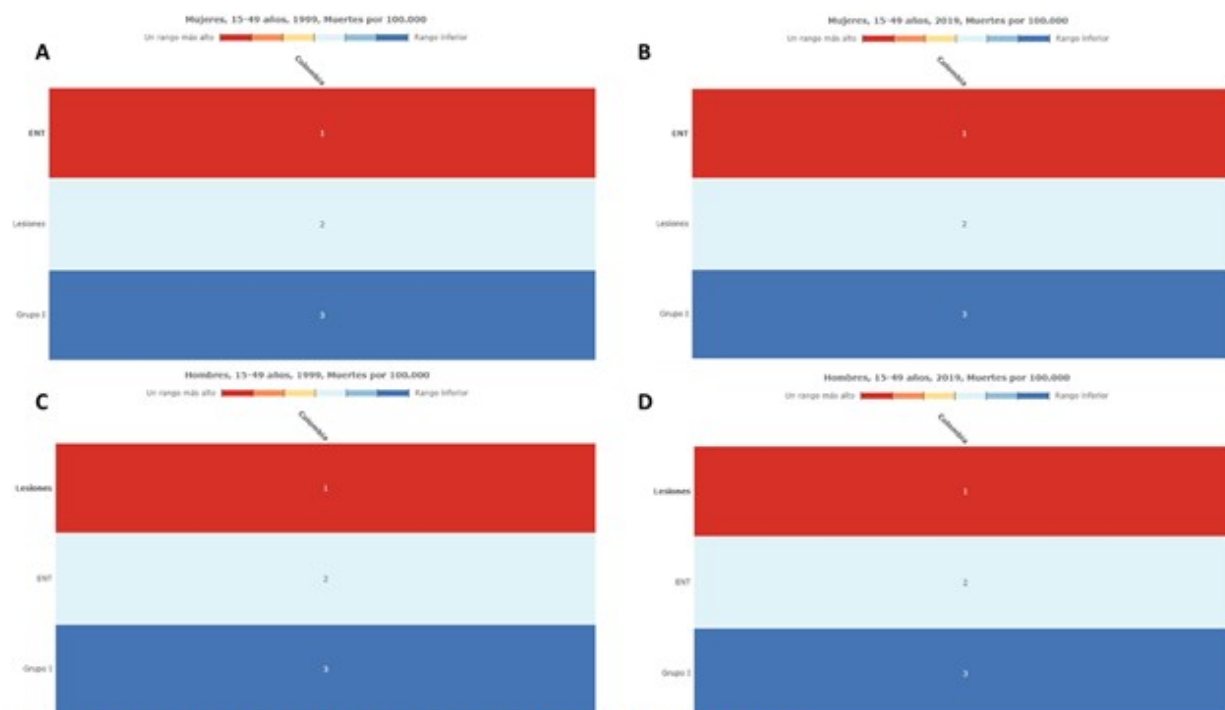 Mujeres, 15-49 años, 1999, Muertes por 100.000
Un rango más alto Rango inferior
A
Colombia
ENT
1
Lesiones
2
Grupo I
3
Mujeres, 15-49 años, 2019, Muertes por 100.000
Un rango más alto Rango inferior
B
Colombia
ENT
1
Lesiones
2
Grupo I
3
Hombres, 15-49 años, 1999, Muertes por 100.000
Un rango más alto Rango inferior
C
Colombia
Lesiones
1
ENT
2
Grupo I
3
Hombres, 15-49 años, 2019, Muertes por 100.000
Un rango más alto Rango inferior
D
Colombia
Lesiones
1
ENT
2
Grupo I
3